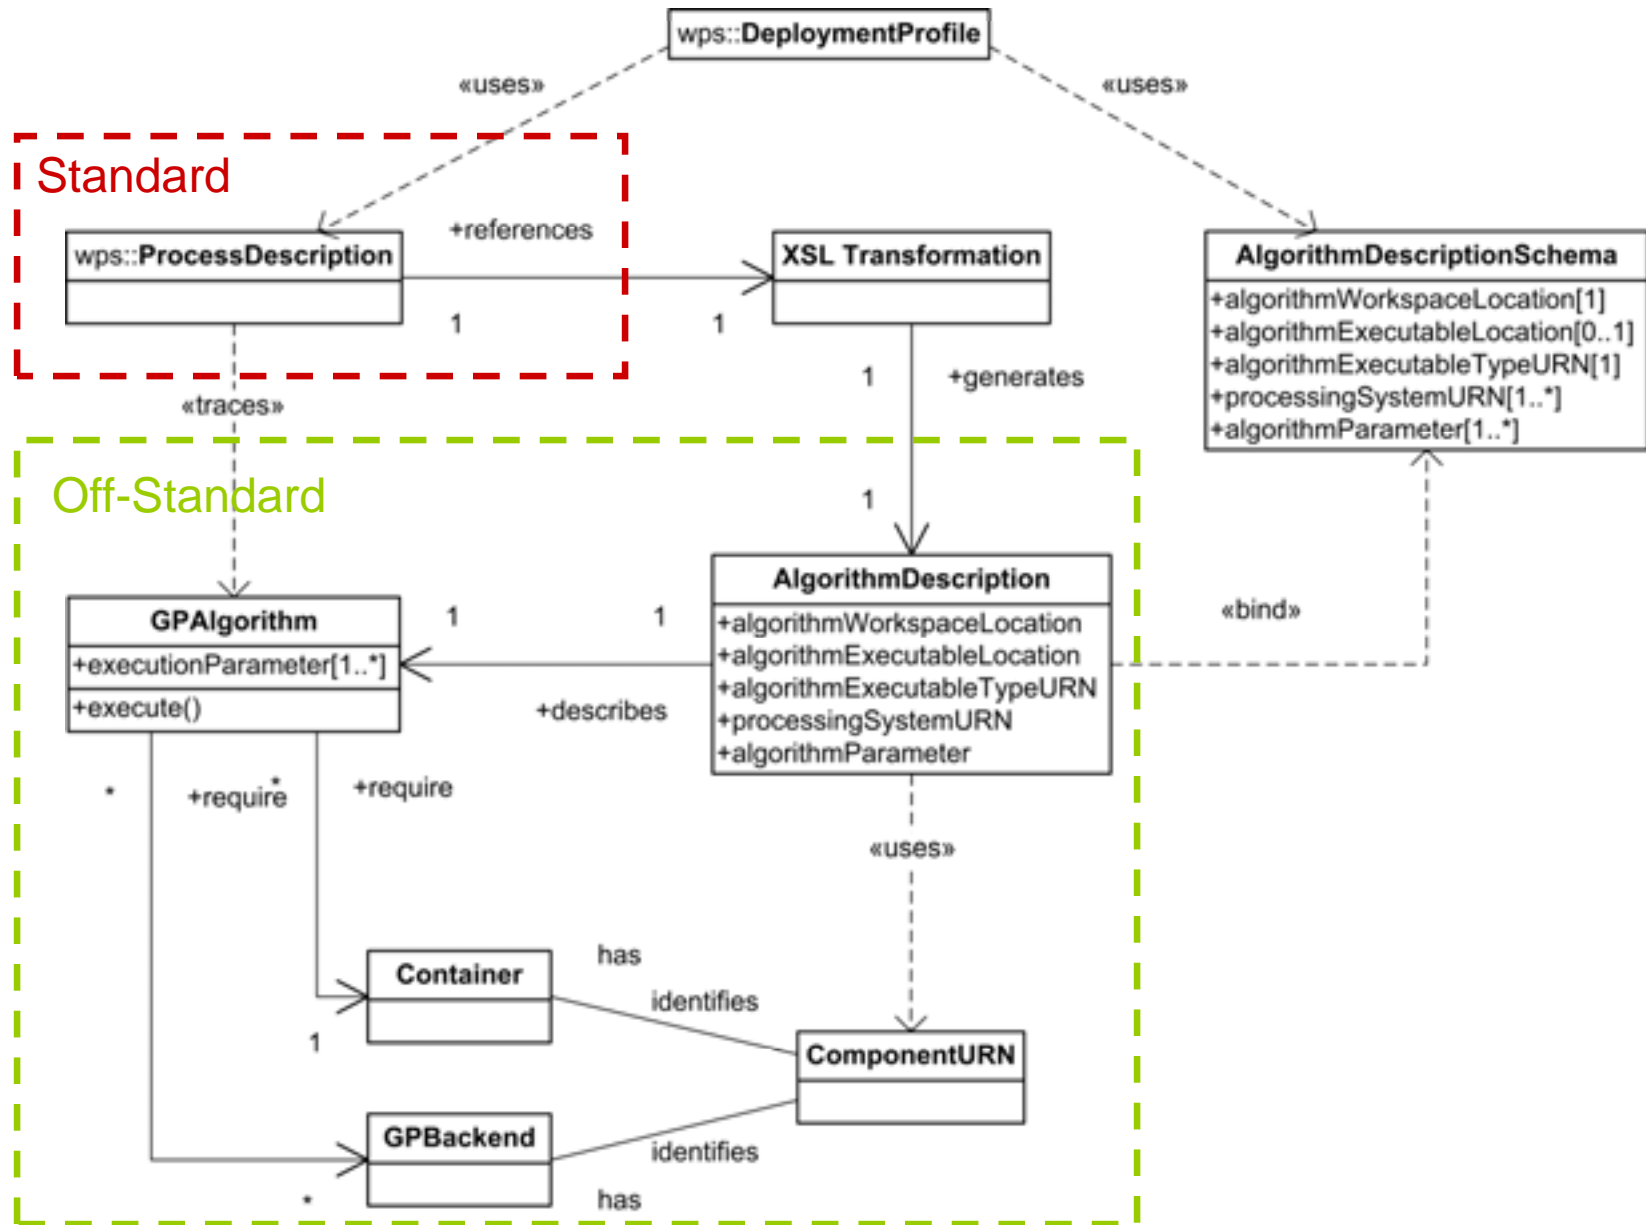 wps::DeploymentProfile
«uses»
«uses»
Standard
wps::ProcessDescription
+references
1
1
XSL Transformation
AlgorithmDescriptionSchema
+algorithmWorkspaceLocation[1]
+algorithmExecutableLocation[0..1]
+algorithmExecutableTypeURN[1]
+processingSystemURN[1..*]
+algorithmParameter[1..*]
1
+generates
«traces»
Off-Standard
1
GPAlgorithm
+executionParameter[1..*]
+execute()
1
1
+describes
AlgorithmDescription
+algorithmWorkspaceLocation
+algorithmExecutableLocation
+algorithmExecutableTypeURN
+processingSystemURN
+algorithmParameter
«bind»
*
+require
*
+require
«uses»
Container
1
has
identifies
ComponentURN
GPBackend
*
identifies
has